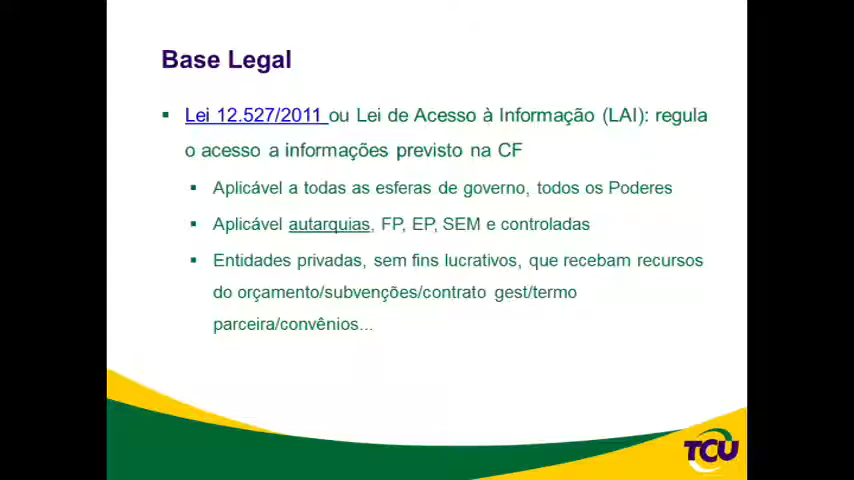 Base Legal
▪ Lei 12.527/2011 ou Lei de Acesso à Informação (LAI): regula
o acesso a informações previsto na CF
▪ Aplicável a todas as esferas de governo, todos os Poderes
▪ Aplicável autarquias, FP, EP, SEM e controladas
▪ Entidades privadas, sem fins lucrativos, que recebam recursos
do orçamento/subvenções/contrato gest/termo
parceira/convênios...
TCU